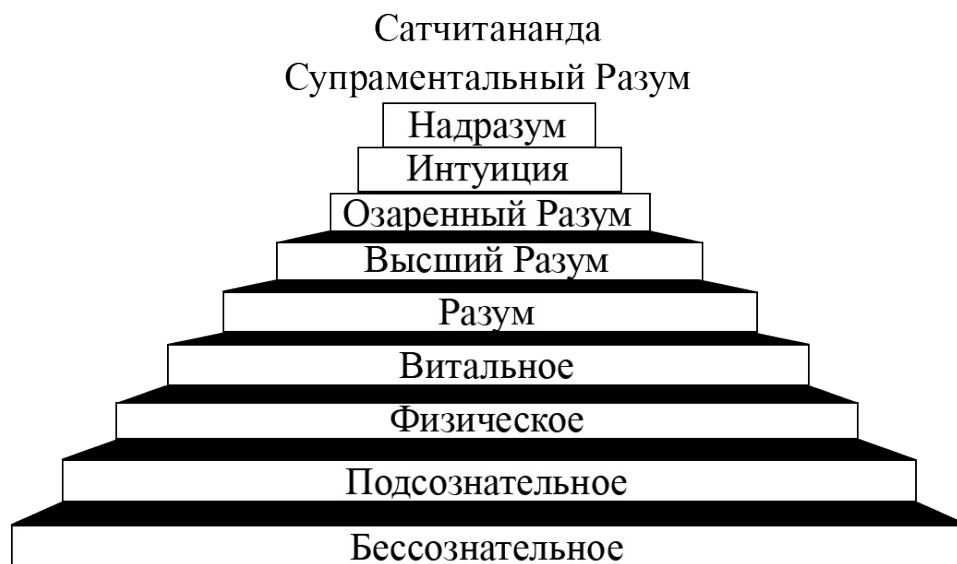 Сатчитананда
Супраментальный Разум
Надразум
Интуиция
Озаренный Разум
Высший Разум
Разум
Витальное
Физическое
Подсознательное
Бессознательное